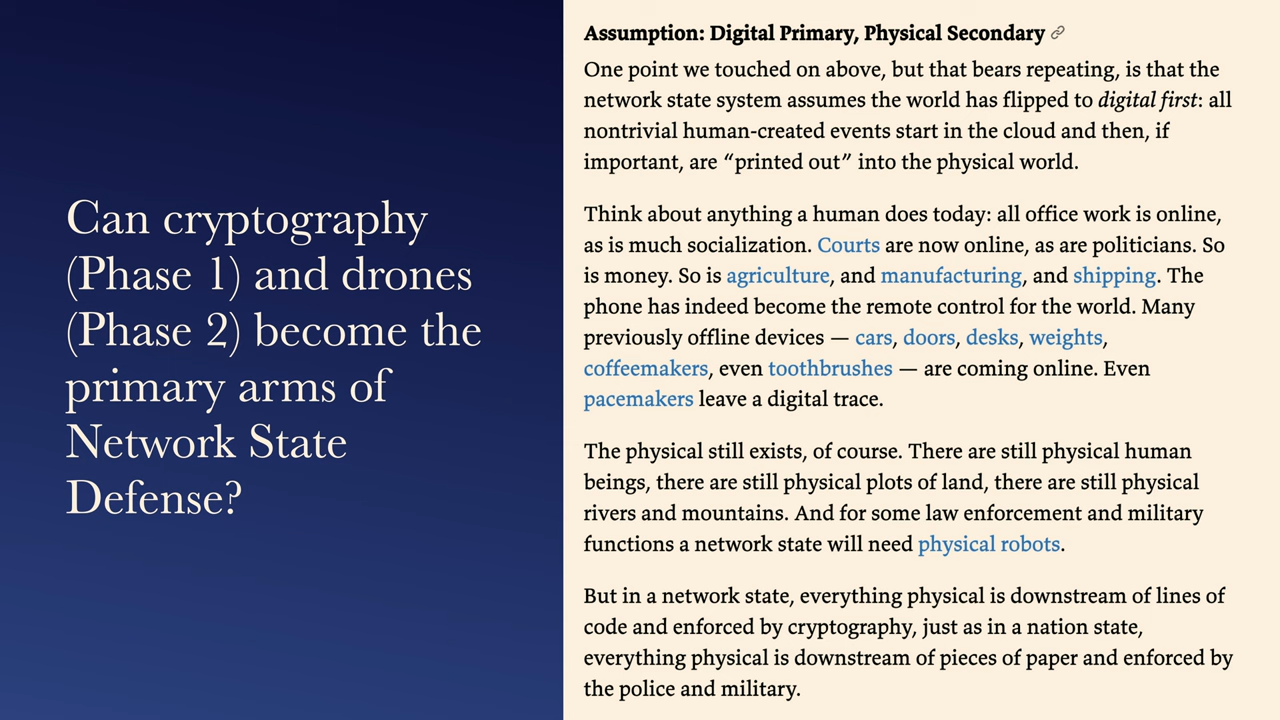 Can cryptography
(Phase 1) and drones
(Phase 2) become the
primary arms of
Network State
Defense?
Assumption: Digital Primary, Physical Secondary
One point we touched on above, but that bears repeating, is that the
network state system assumes the world has flipped to digital first: all
nontrivial human-created events start in the cloud and then, if
important, are “printed out” into the physical world.
Think about anything a human does today: all office work is online,
as is much socialization. Courts are now online, as are politicians. So
is money. So is agriculture, and manufacturing, and shipping. The
phone has indeed become the remote control for the world. Many
previously offline devices — cars, doors, desks, weights,
coffeemakers, even toothbrushes — are coming online. Even
pacemakers leave a digital trace.
The physical still exists, of course. There are still physical human
beings, there are still physical plots of land, there are still physical
rivers and mountains. And for some law enforcement and military
functions a network state will need physical robots.
But in a network state, everything physical is downstream of lines of
code and enforced by cryptography, just as in a nation state,
everything physical is downstream of pieces of paper and enforced by
the police and military.